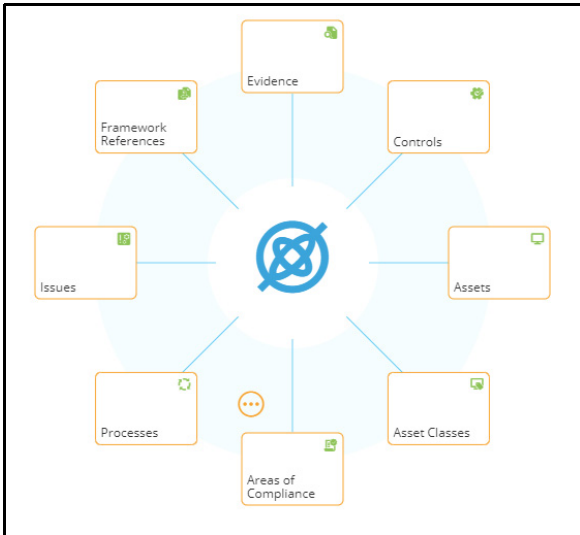 Evidence
Framework
References
Controls
Issues
Assets
Processes
Asset Classes
Areas of
Compliance